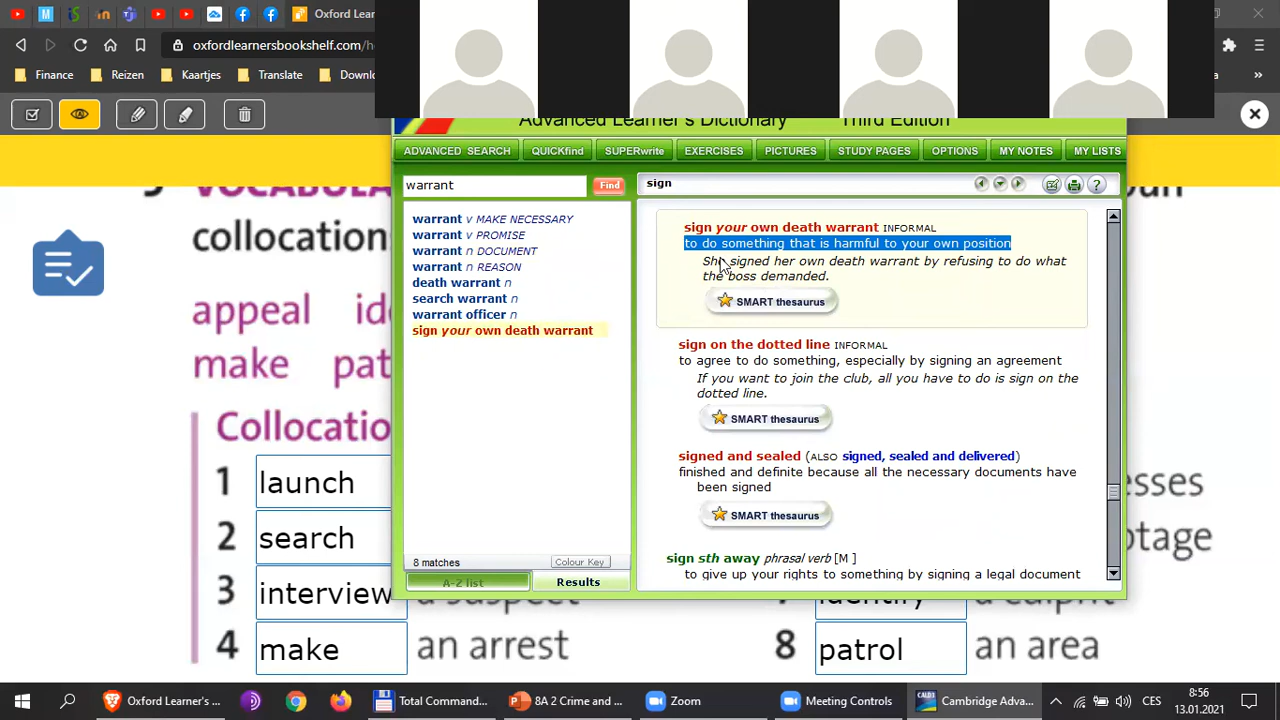 Oxford Lear
oxfordlearnersbookshelf.com/h
Finance
Reizen
Kaartjes
Translate
Downlo
a
»
Advanced Learner's Dictionary Third Edition
ADVANCED SEARCH
QUICKfind
SUPERwrite
EXERCISES
PICTURES
STUDY PAGES
OPTIONS
MY NOTES
MY LISTS
warrant
Find
sign
warrant v MAKE NECESSARY
warrant v PROMISE
warrant n DOCUMENT
warrant n REASON
death warrant n
search warrant n
warrant officer n
sign your own death warrant
8 matches
Colour Key
A-Z list
Results
sign your own death warrant INFORMAL
to do something that is harmful to your own position
She signed her own death warrant by refusing to do what
the boss demanded.
SMART thesaurus
sign on the dotted line INFORMAL
to agree to do something, especially by signing an agreement
If you want to join the club, all you have to do is sign on the
dotted line.
SMART thesaurus
signed and sealed (ALSO signed, sealed and delivered)
finished and definite because all the necessary documents have
been signed
SMART thesaurus
sign sth away phrasal verb [M ]
to give up your rights to something by signing a legal document
VOCABULA
oun
collocation
appeal ide
make pat
Collocatio
1 launch
2 search
3 interview a suspect
4 make an arrest
esses
otage
identify a culprit
8 patrol an area
Oxford Learner's ...
Total Comman...
8A 2 Crime and ...
Zoom
Meeting Controls
Cambridge Adva...
CES
8:56
13.01.2021